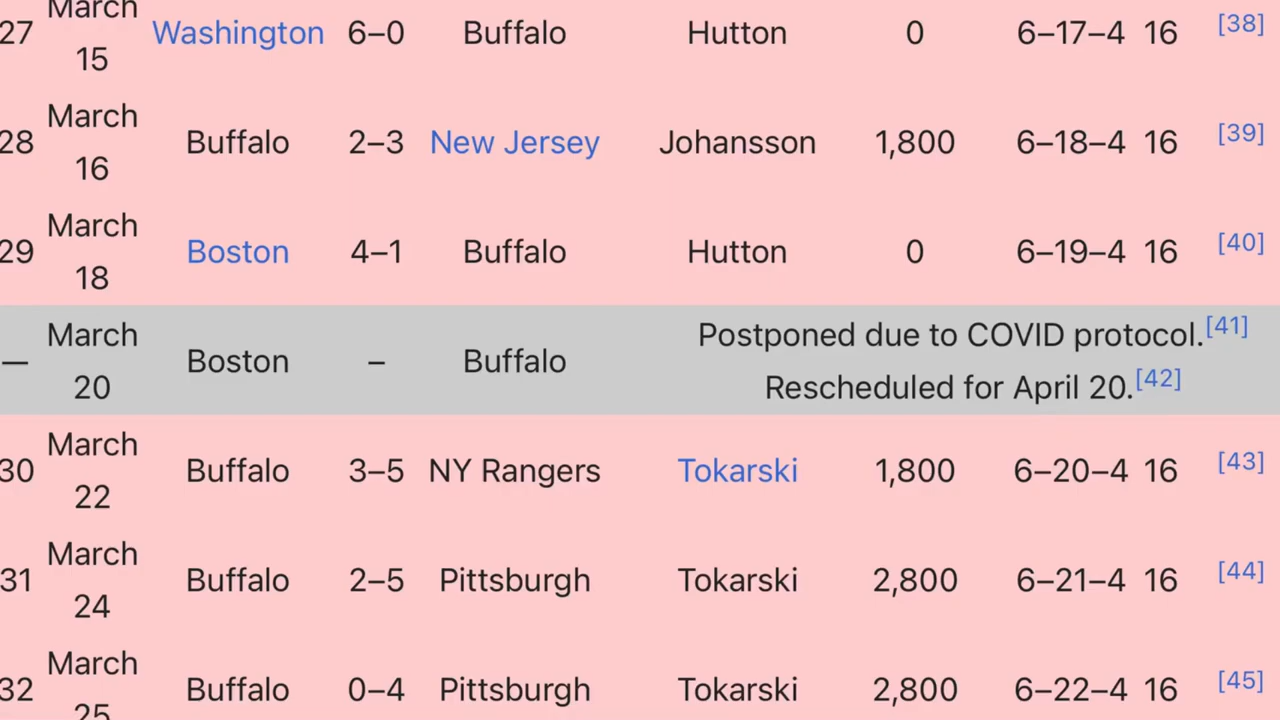 27 March 15 Washington 6–0 Buffalo Hutton 0 6–17–4 16 [38]
28 March 16 Buffalo 2–3 New Jersey Johansson 1,800 6–18–4 16 [39]
29 March 18 Boston 4–1 Buffalo Hutton 0 6–19–4 16 [40]
— March 20 Boston – Buffalo Postponed due to COVID protocol.[41]
Rescheduled for April 20.[42]
30 March 22 Buffalo 3–5 NY Rangers Tokarski 1,800 6–20–4 16 [43]
31 March 24 Buffalo 2–5 Pittsburgh Tokarski 2,800 6–21–4 16 [44]
32 March 25 Buffalo 0–4 Pittsburgh Tokarski 2,800 6–22–4 16 [45]